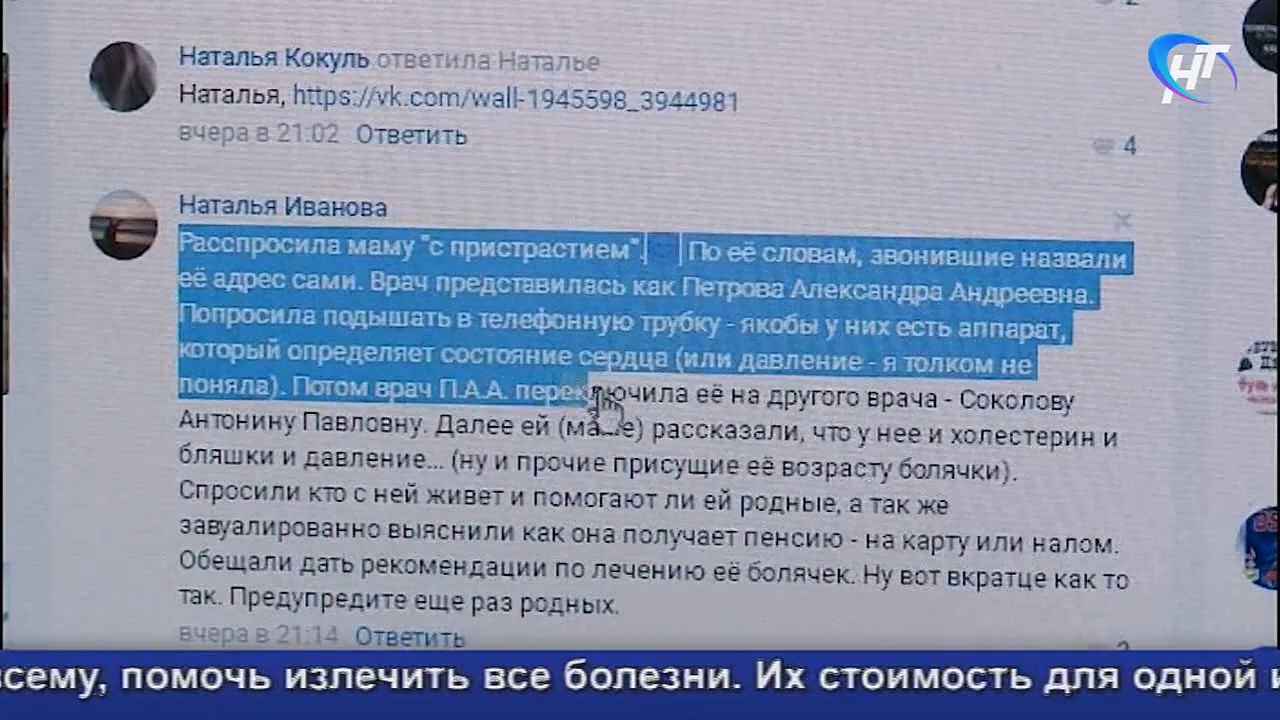 НТ
Наталья Кокуль ответила Наталье
Наталья, https://vk.com/wall-1945598_3944981
вчера в 21:02 Ответить
4
Наталья Иванова
Расспросила маму "с пристрастием". По её словам, звонившие назвали
её адрес сами. Врач представилась как Петрова Александра Андреевна.
Попросила подышать в телефонную трубку - якобы у них есть аппарат,
который определяет состояние сердца (или давление - я толком не
поняла). Потом врач П.А.А. переключила её на другого врача - Соколову
Антонину Павловну. Далее ей (маме) рассказали, что у нее и холестерин и
бляшки и давление... (ну и прочие присущие её возрасту болячки).
Спросили кто с ней живет и помогают ли ей родные, а так же
завуалированно выяснили как она получает пенсию - на карту или налом.
Обещали дать рекомендации по лечению её болячек. Ну вот вкратце как то
так. Предупредите еще раз родных.
вчера в 21:14 Ответить
всему, помочь излечить все болезни. Их стоимость для одной и